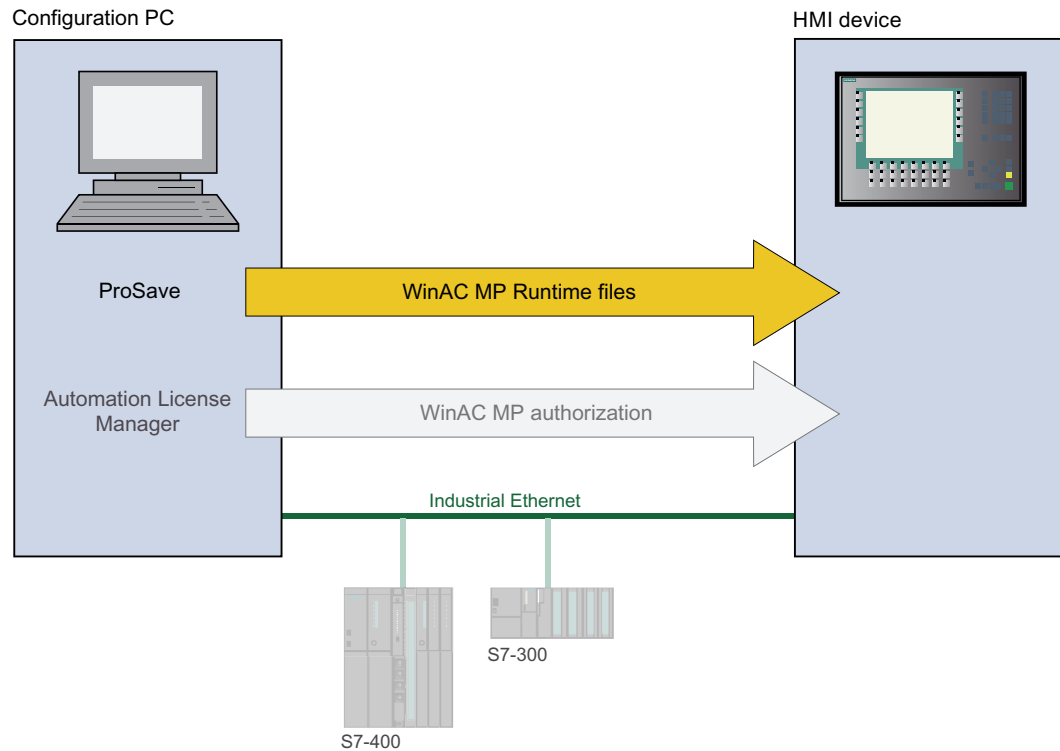 Configuration PC
HMI device
ProSave
WinAC MP Runtime files
Automation License
Manager
WinAC MP authorization
Industrial Ethernet
S7-300
S7-400